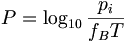 P = log₁₀ pᵢ / f_B T